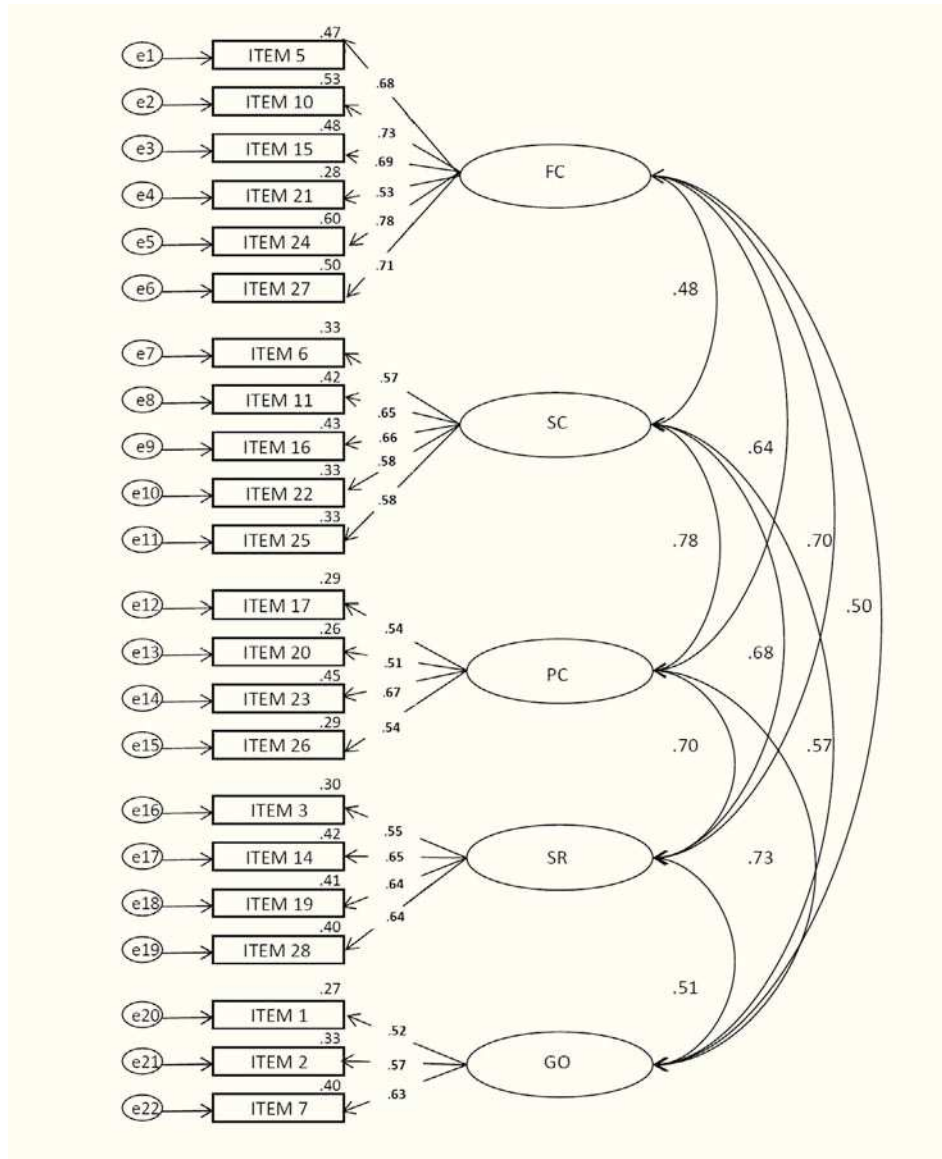 .47
e1 ITEM 5
.68
.53
e2 ITEM 10
.73
.48
e3 ITEM 15
.69
FC
.28
e4 ITEM 21
.53
.60
e5 ITEM 24
.78
.50
e6 ITEM 27
.71
.48
.33
e7 ITEM 6
.57
.42
e8 ITEM 11
.65
SC
.43
e9 ITEM 16
.66
.64
.33
e10 ITEM 22
.58
.33
e11 ITEM 25
.58
.78
.70
.29
e12 ITEM 17
.54
.50
.26
e13 ITEM 20
.51
.68
PC
.45
e14 ITEM 23
.67
.29
e15 ITEM 26
.54
.70
.57
.30
e16 ITEM 3
.55
.42
e17 ITEM 14
.65
SR
.73
.41
e18 ITEM 19
.64
.40
e19 ITEM 28
.64
.51
.27
e20 ITEM 1
.52
.33
e21 ITEM 2
.57
GO
.40
e22 ITEM 7
.63